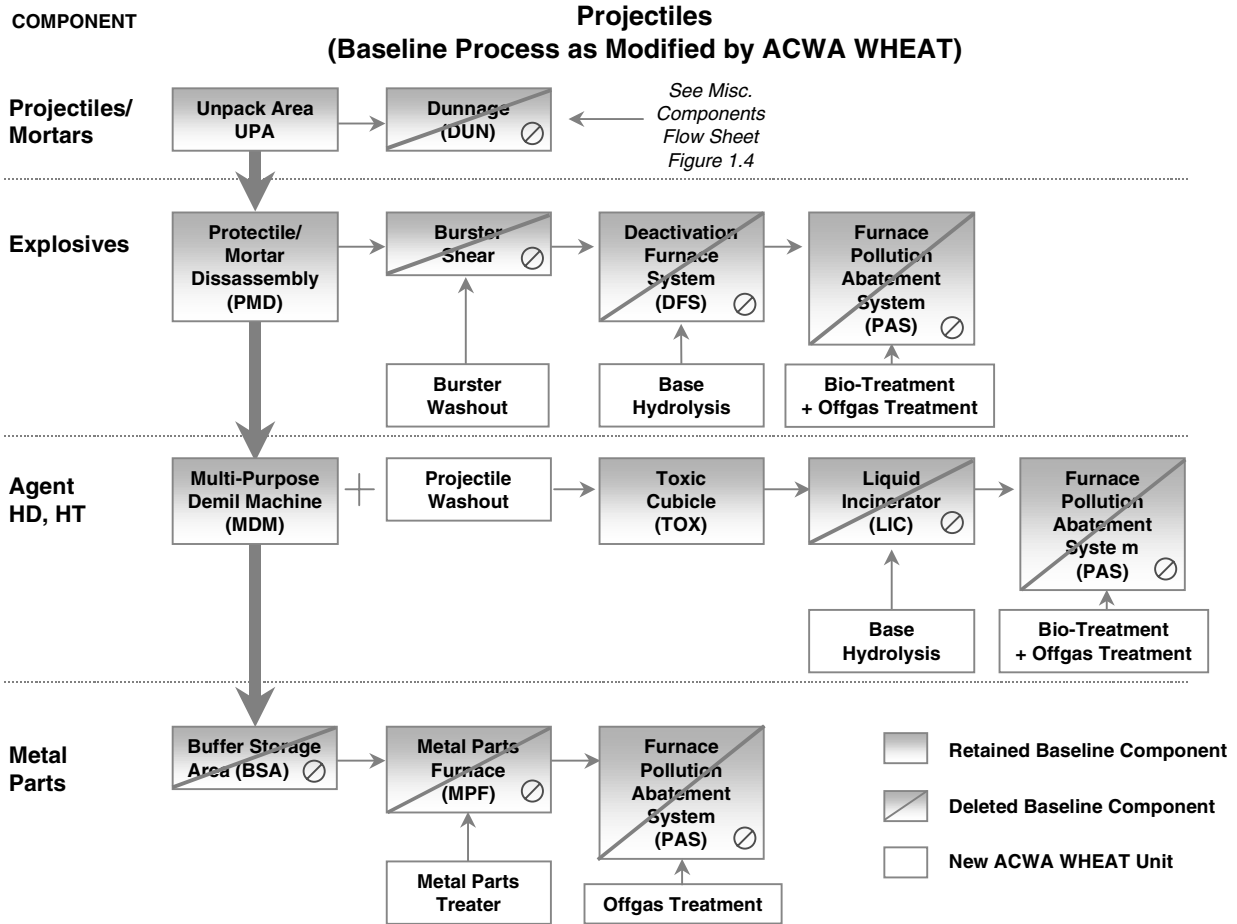 COMPONENT
Projectiles
(Baseline Process as Modified by ACWA WHEAT)
Projectiles/
Mortars
Unpack Area
UPA
Dunnage
(DUN)
See Misc.
Components
Flow Sheet
Figure 1.4
Explosives
Protectile/
Mortar
Dissassembly
(PMD)
Burster
Shear
Deactivation
Furnace
System
(DFS)
Furnace
Pollution
Abatement
System
(PAS)
Burster
Washout
Base
Hydrolysis
Bio-Treatment
+ Offgas Treatment
Agent
HD, HT
Multi-Purpose
Demil Machine
(MDM)
Projectile
Washout
Toxic
Cubicle
(TOX)
Liquid
Incinerator
(LIC)
Furnace
Pollution
Abatement
Syste m
(PAS)
Base
Hydrolysis
Bio-Treatment
+ Offgas Treatment
Metal
Parts
Buffer Storage
Area (BSA)
Metal Parts
Furnace
(MPF)
Furnace
Pollution
Abatement
System
(PAS)
Metal Parts
Treater
Offgas Treatment
Retained Baseline Component
Deleted Baseline Component
New ACWA WHEAT Unit